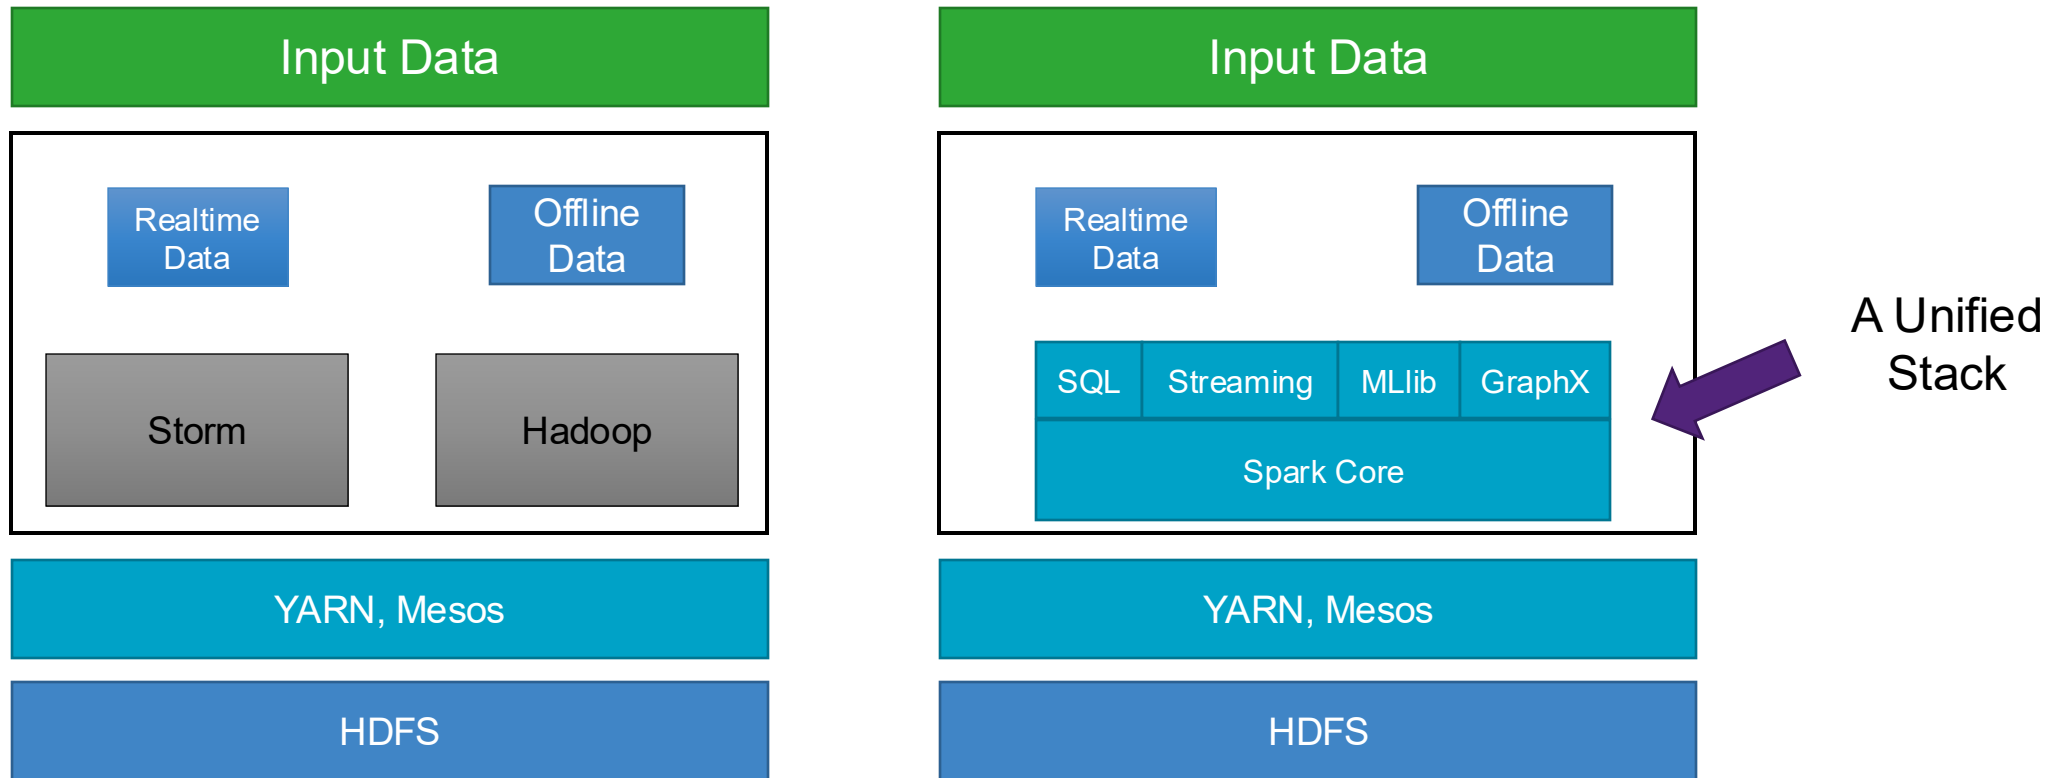 Input Data
Realtime
Data
Offline
Data
Storm
Hadoop
YARN, Mesos
HDFS
Input Data
Realtime
Data
Offline
Data
SQL
Streaming
MLlib
GraphX
Spark Core
YARN, Mesos
HDFS
A Unified
Stack